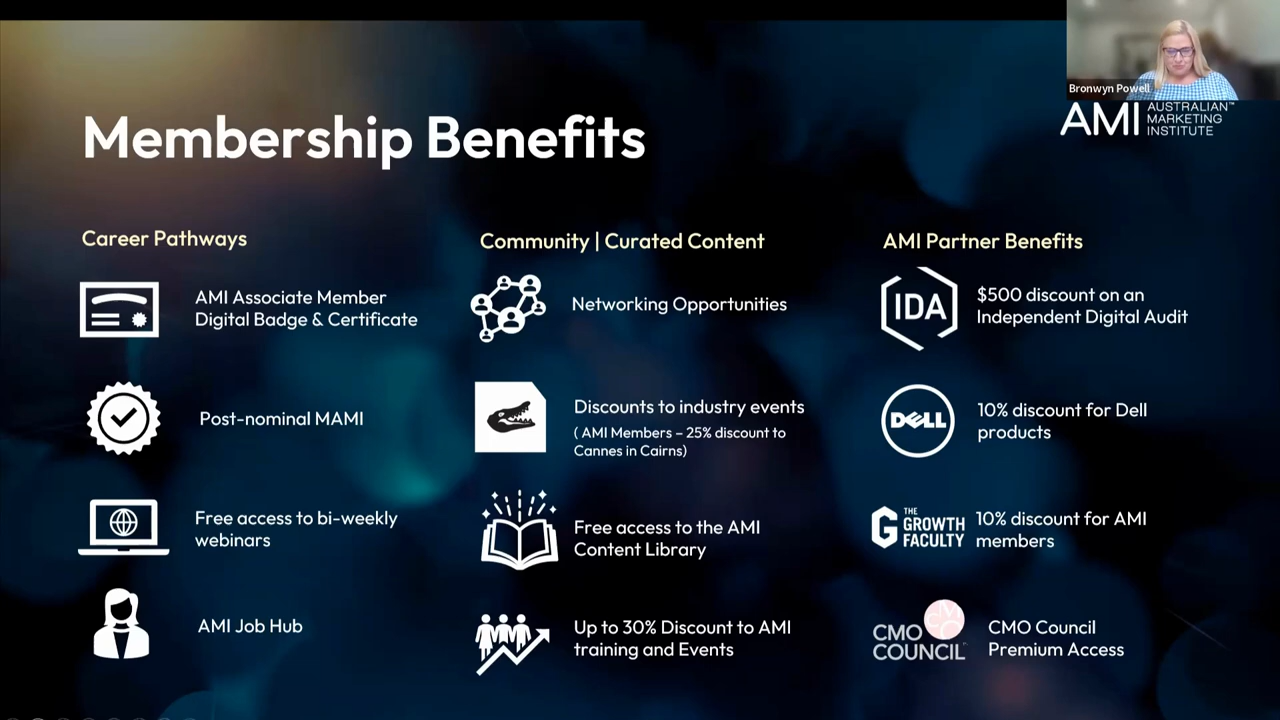 Bronwyn Powell
AMI AUSTRALIAN™
MARKETING
INSTITUTE
Membership Benefits
Career Pathways
AMI Associate Member
Digital Badge & Certificate
Post-nominal MAMI
Free access to bi-weekly
webinars
AMI Job Hub
Community | Curated Content
Networking Opportunities
Discounts to industry events
( AMI Members – 25% discount to
Cannes in Cairns)
Free access to the AMI
Content Library
Up to 30% Discount to AMI
training and Events
AMI Partner Benefits
IDA
$500 discount on an
Independent Digital Audit
DELL
10% discount for Dell
products
G THE
GROWTH
FACULTY
10% discount for AMI
members
CMO
COUNCIL
CMO Council
Premium Access